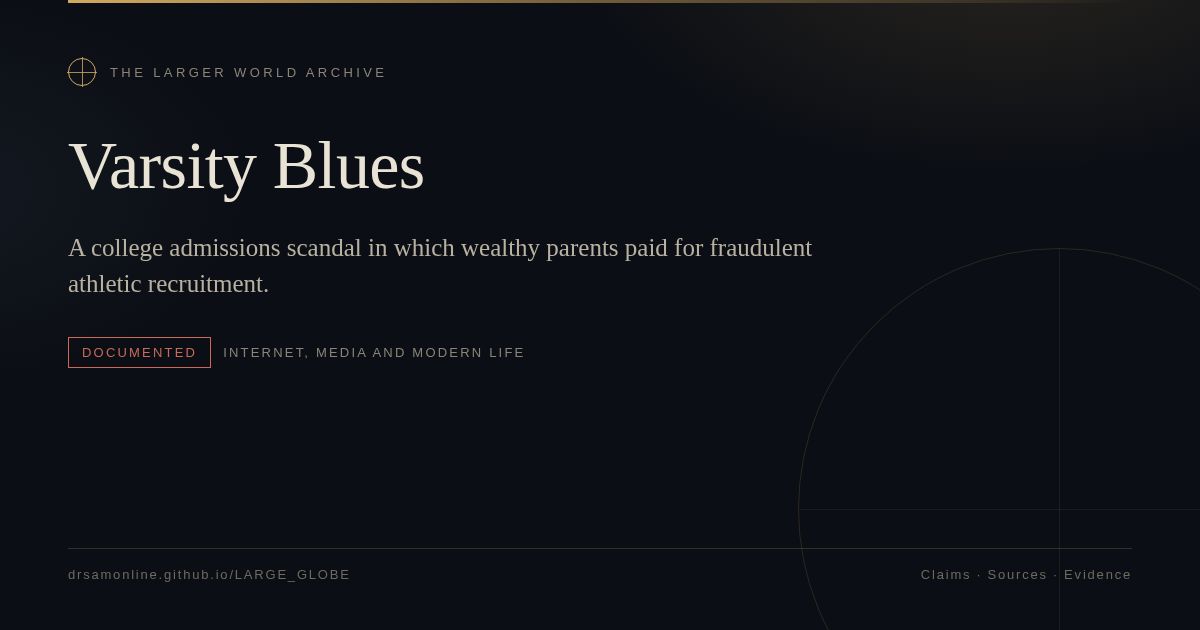 THE LARGER WORLD ARCHIVE
Varsity Blues
A college admissions scandal in which wealthy parents paid for fraudulent
athletic recruitment.
DOCUMENTED INTERNET, MEDIA AND MODERN LIFE
drsamonline.github.io/LARGE_GLOBE Claims · Sources · Evidence